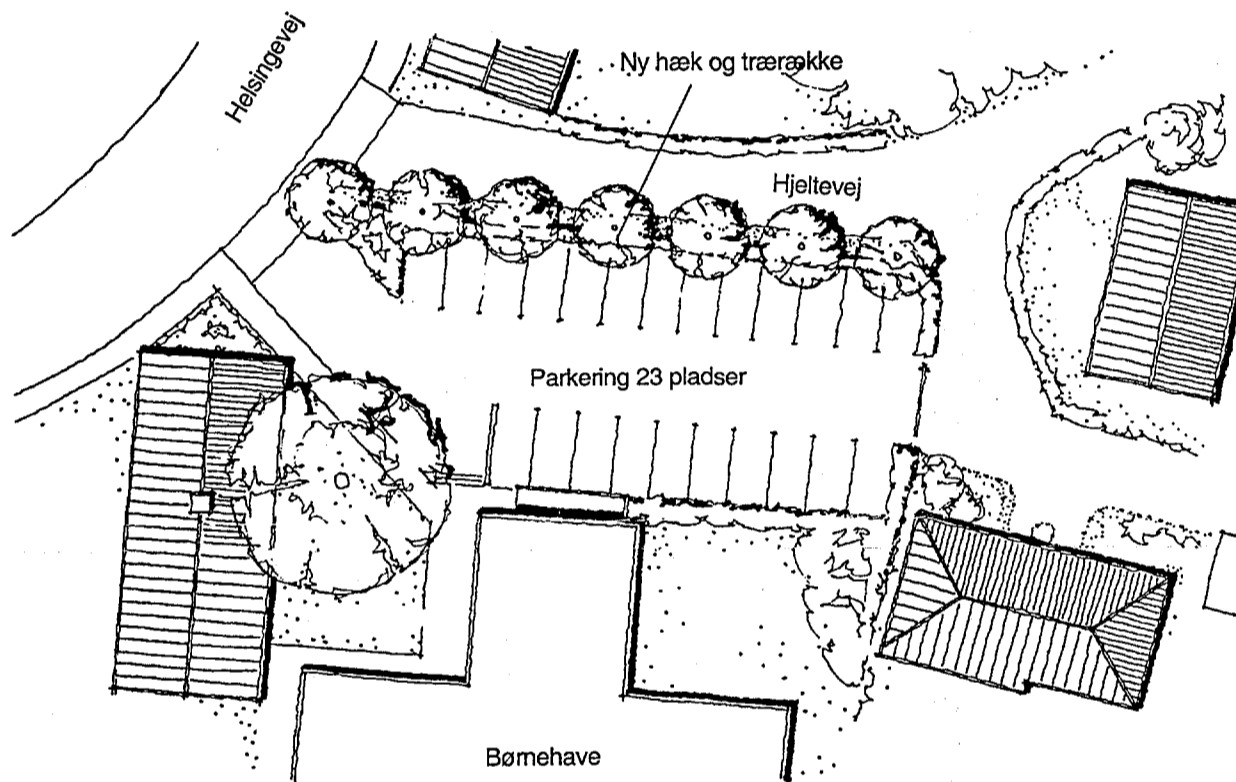 Helsingevej
Ny hæk og trærække
Hjeltevej
Parkering 23 pladser
Børnehave